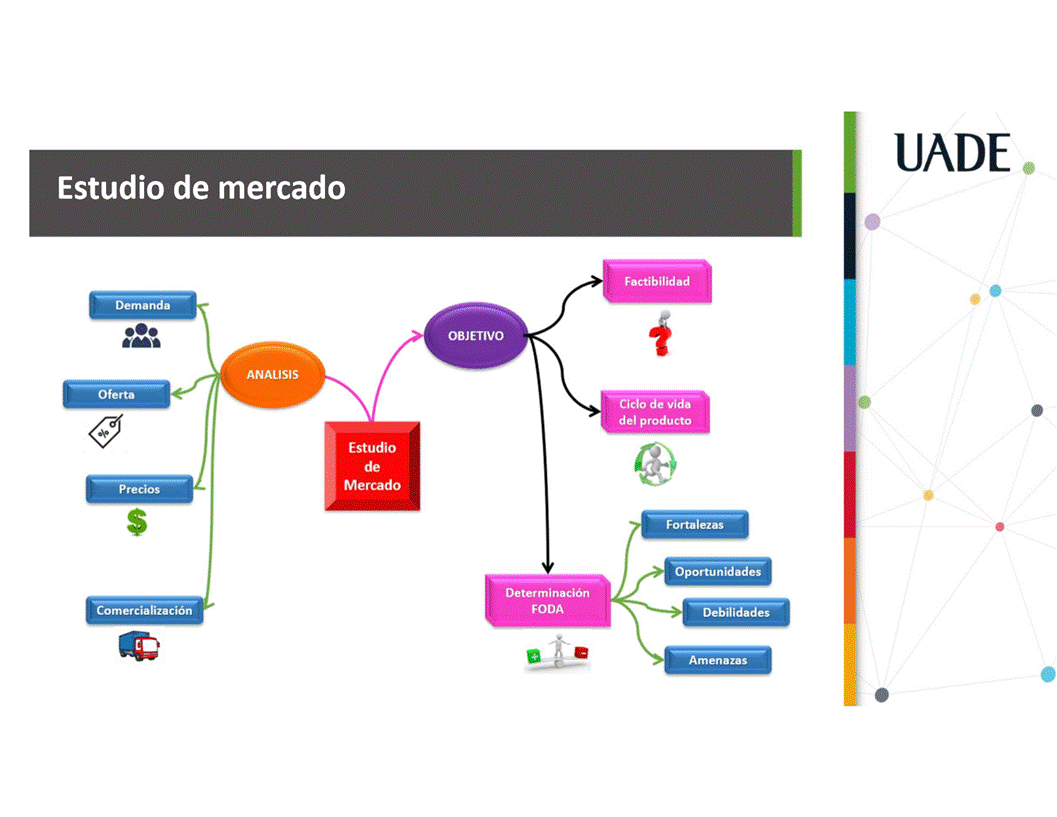 UADE
Estudio de mercado
Demanda
Oferta
%
Precios
$
Comercialización
ANALISIS
Estudio
de
Mercado
OBJETIVO
Factibilidad
?
Ciclo de vida
del producto
Determinación
FODA
+
-
Fortalezas
Oportunidades
Debilidades
Amenazas